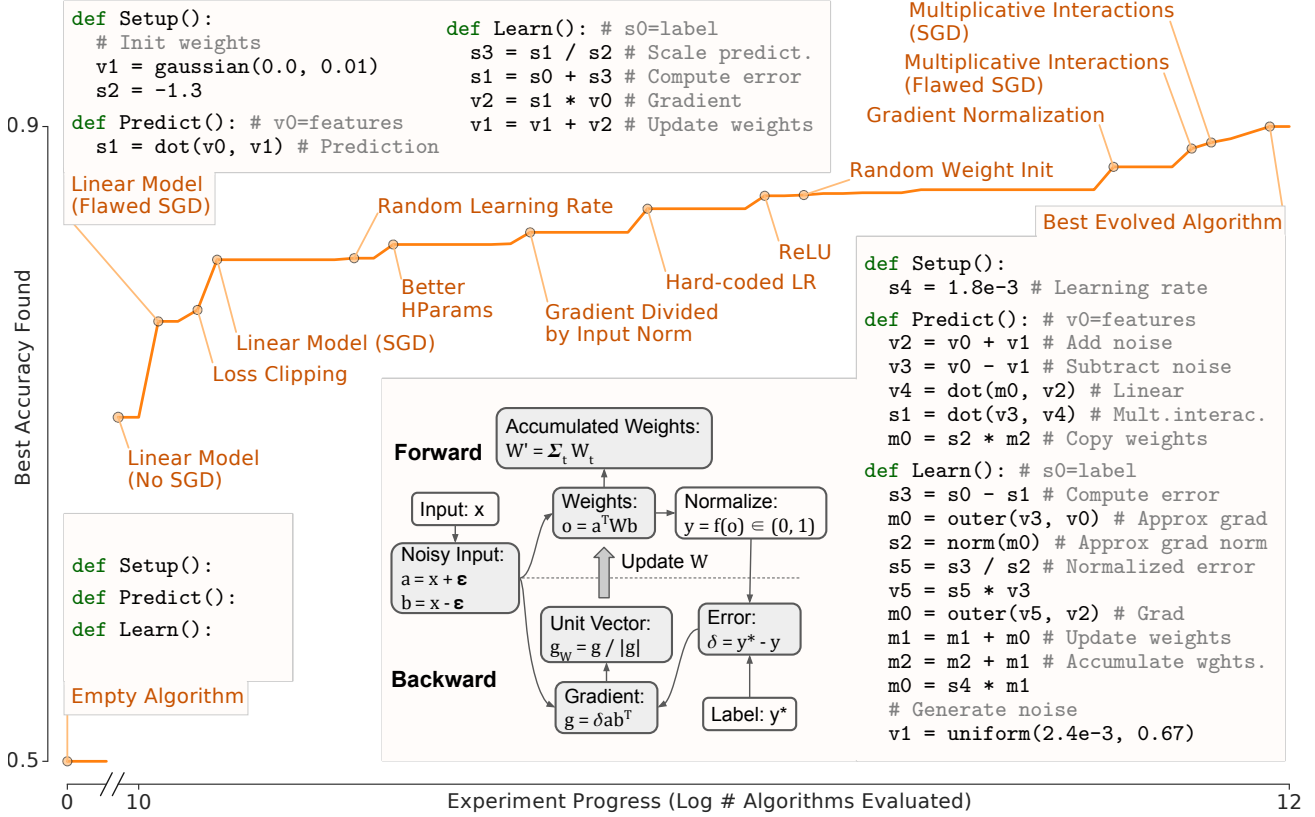 def Setup():
# Init weights
v1 = gaussian(0.0, 0.01)
s2 = -1.3
def Predict(): # v0=features
s1 = dot(v0, v1) # Prediction
def Learn(): # s0=label
s3 = s1 / s2 # Scale predict.
s1 = s0 + s3 # Compute error
v2 = s1 * v0 # Gradient
v1 = v1 + v2 # Update weights
Linear Model
(Flawed SGD)
Multiplicative Interactions
(SGD)
Multiplicative Interactions
(Flawed SGD)
Gradient Normalization
Random Weight Init
Random Learning Rate
ReLU
Hard-coded LR
Better
HParams
Gradient Divided
by Input Norm
Linear Model (SGD)
Loss Clipping
Linear Model
(No SGD)
Best Evolved Algorithm
def Setup():
s4 = 1.8e-3 # Learning rate
def Predict(): # v0=features
v2 = v0 + v1 # Add noise
v3 = v0 - v1 # Subtract noise
v4 = dot(m0, v2) # Linear
s1 = dot(v3, v4) # Mult.interac.
m0 = s2 * m2 # Copy weights
def Learn(): # s0=label
s3 = s0 - s1 # Compute error
m0 = outer(v3, v0) # Approx grad
s2 = norm(m0) # Approx grad norm
s5 = s3 / s2 # Normalized error
v5 = s5 * v3
m0 = outer(v5, v2) # Grad
m1 = m1 + m0 # Update weights
m2 = m2 + m1 # Accumulate wghts.
m0 = s4 * m1
# Generate noise
v1 = uniform(2.4e-3, 0.67)
Forward
Accumulated Weights:
W' = Σt Wt
Input: x
Weights:
o = aᵀWb
Normalize:
y = f(o) ∈ (0, 1)
Noisy Input:
a = x + ε
b = x - ε
Update W
Unit Vector:
gW = g / |g|
Error:
δ = y* - y
Backward
Gradient:
g = δabᵀ
Label: y*
def Setup():
def Predict():
def Learn():
Empty Algorithm
Best Accuracy Found
0.9
0.5
0
10
12
Experiment Progress (Log # Algorithms Evaluated)